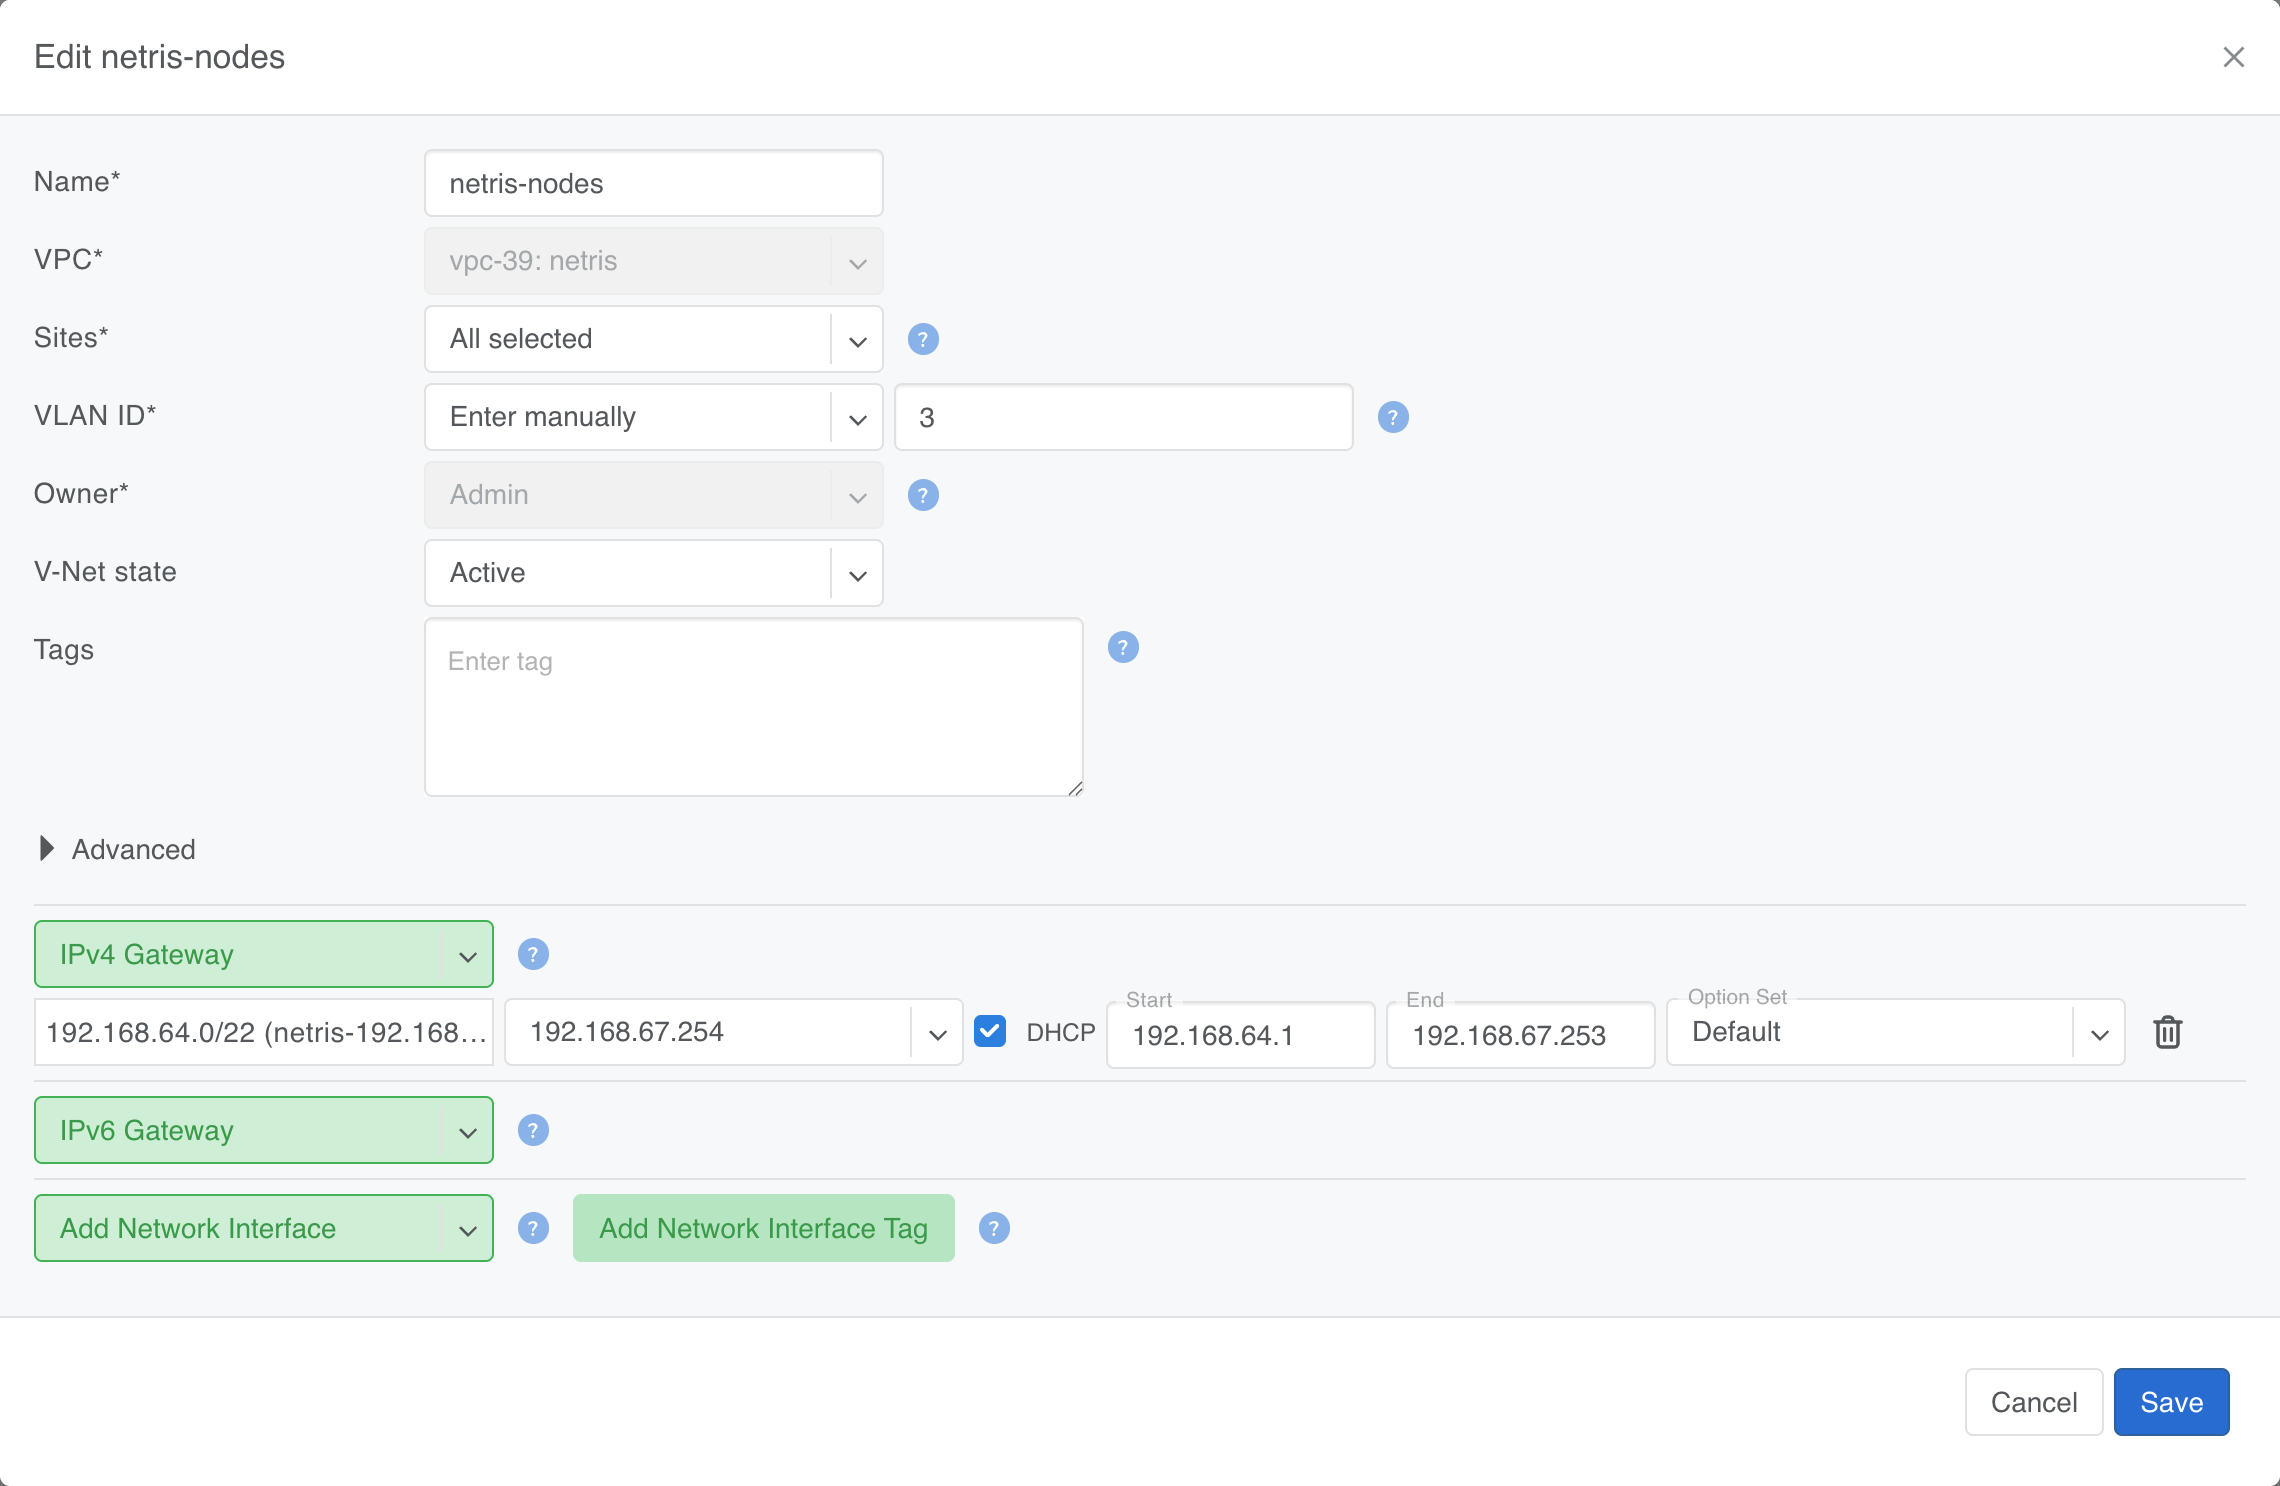 Edit netris-nodes
Name*
netris-nodes
VPC*
vpc-39: netris
Sites*
All selected
?
VLAN ID*
Enter manually
3
?
Owner*
Admin
?
V-Net state
Active
Tags
Enter tag
?
Advanced
IPv4 Gateway
?
192.168.64.0/22 (netris-192.168...
192.168.67.254
DHCP
Start
192.168.64.1
End
192.168.67.253
Option Set
Default
IPv6 Gateway
?
Add Network Interface
?
Add Network Interface Tag
?
Cancel
Save